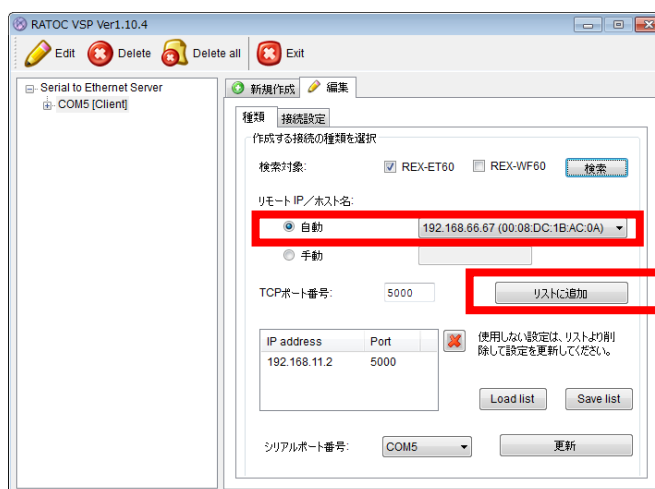 RATOC VSP Ver1.10.4
Edit Delete Delete all Exit
Serial to Ethernet Server
COM5 [Client]
新規作成 編集
種類 接続設定
作成する接続の種類を選択
検索対象: REX-ET60 REX-WF60 検索
リモート IP/ホスト名:
自動 192.168.66.67 (00:08:DC:1B:AC:0A)
手動
TCPポート番号: 5000 リストに追加
IP address Port
192.168.11.2 5000
使用しない設定は、リストより削
除して設定を更新してください。
Load list Save list
シリアルポート番号: COM5 更新